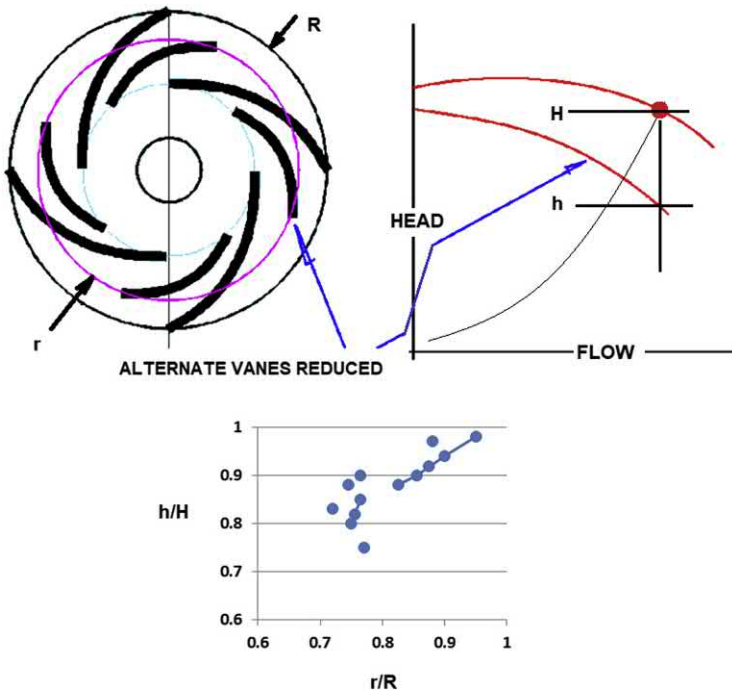 R
r
ALTERNATE VANES REDUCED
H
h
HEAD
FLOW
h/H
1
0.9
0.8
0.7
0.6
0.6 0.7 0.8 0.9 1
r/R